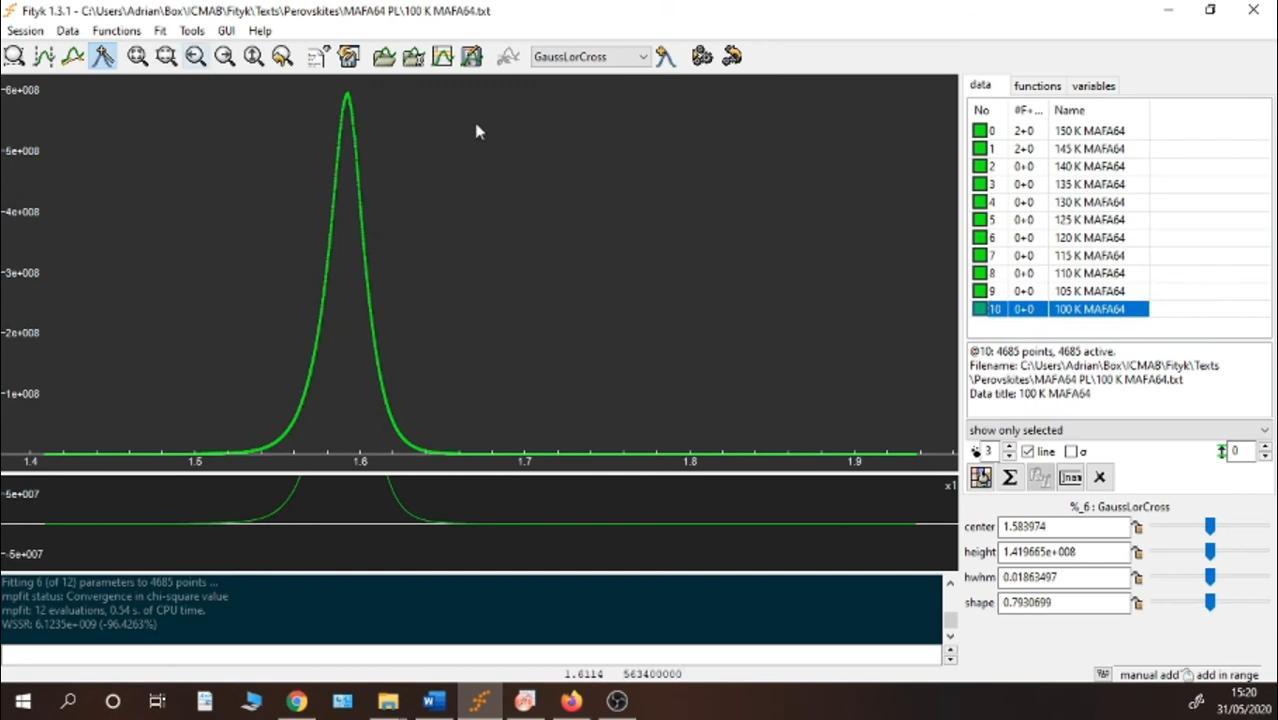 Fityk 1.3.1 - C:\Users\Adrian\Box\ICMAB\Fityk\Texts\Perovskites\MAFA64 PL\100 K MAFA64.txt
Session Data Functions Fit Tools GUI Help
GaussLorCross
data functions variables
No #F+... Name
0 2+0 150 K MAFA64
1 2+0 145 K MAFA64
2 0+0 140 K MAFA64
3 0+0 135 K MAFA64
4 0+0 130 K MAFA64
5 0+0 125 K MAFA64
6 0+0 120 K MAFA64
7 0+0 115 K MAFA64
8 0+0 110 K MAFA64
9 0+0 105 K MAFA64
10 0+0 100 K MAFA64
6e+008
5e+008
4e+008
3e+008
2e+008
1e+008
1.4 1.5 1.6 1.7 1.8 1.9
x1
5e+007
-5e+007
@10: 4685 points, 4685 active.
Filename: C:\Users\Adrian\Box\ICMAB\Fityk\Texts
\Perovskites\MAFA64 PL\100 K MAFA64.txt
Data title: 100 K MAFA64
show only selected
3 line σ 0
%_6 : GaussLorCross
center 1.583974
height 1.419665e+008
hwhm 0.01863497
shape 0.7930699
Fitting 6 (of 12) parameters to 4685 points ...
mpfit status: Convergence in chi-square value
mpfit: 12 evaluations, 0.54 s. of CPU time.
WSSR: 6.1235e+009 (-96.4263%)
1.6114 563400000
manual add add in range
15:20
31/05/2020